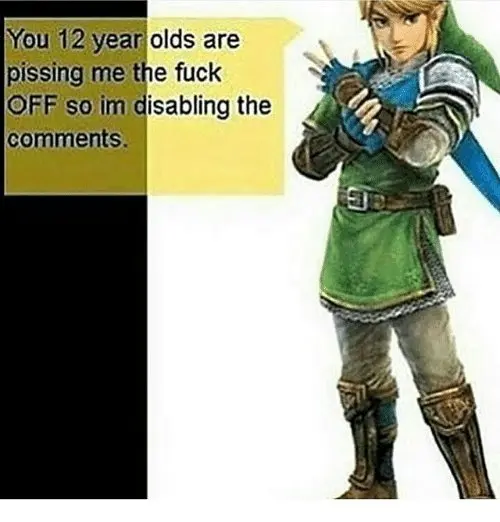 You 12 year olds are
pissing me the fuck
OFF so im disabling the
comments.